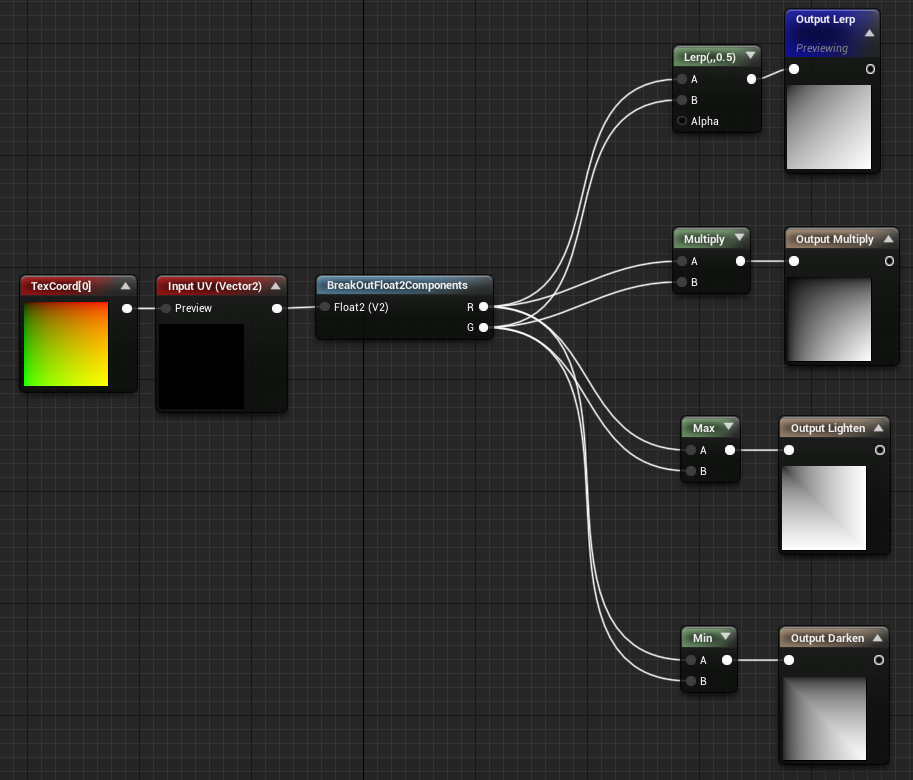 Output Lerp
Previewing
Lerp(,,0.5)
A
B
Alpha
Multiply
A
B
Output Multiply
TexCoord[0]
Input UV (Vector2)
Preview
BreakOutFloat2Components
Float2 (V2)
R
G
Max
A
B
Output Lighten
Min
A
B
Output Darken